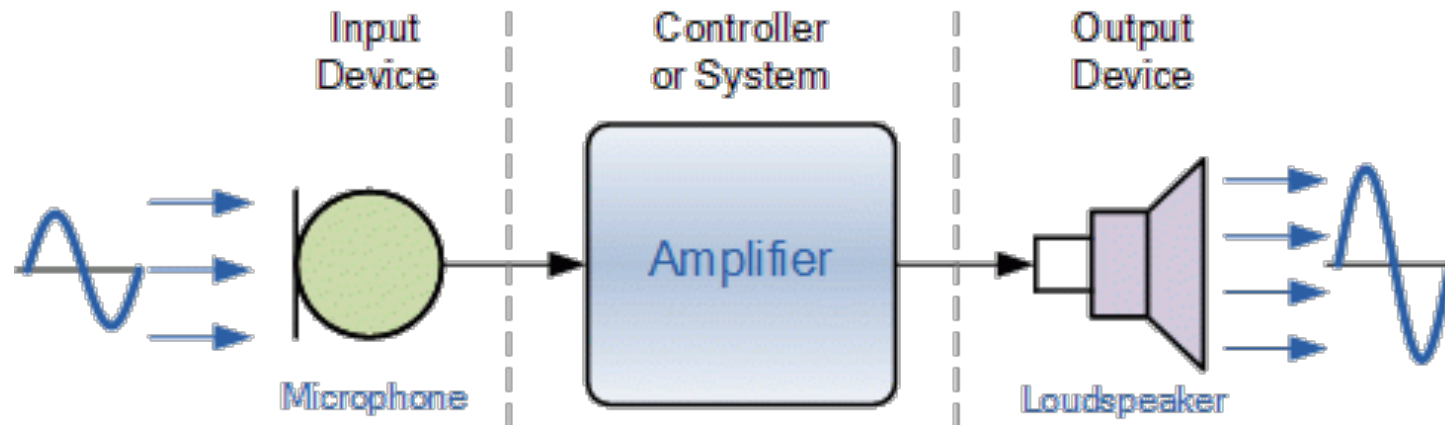 Input
Device
Controller
or System
Output
Device
Amplifier
Microphone
Loudspeaker